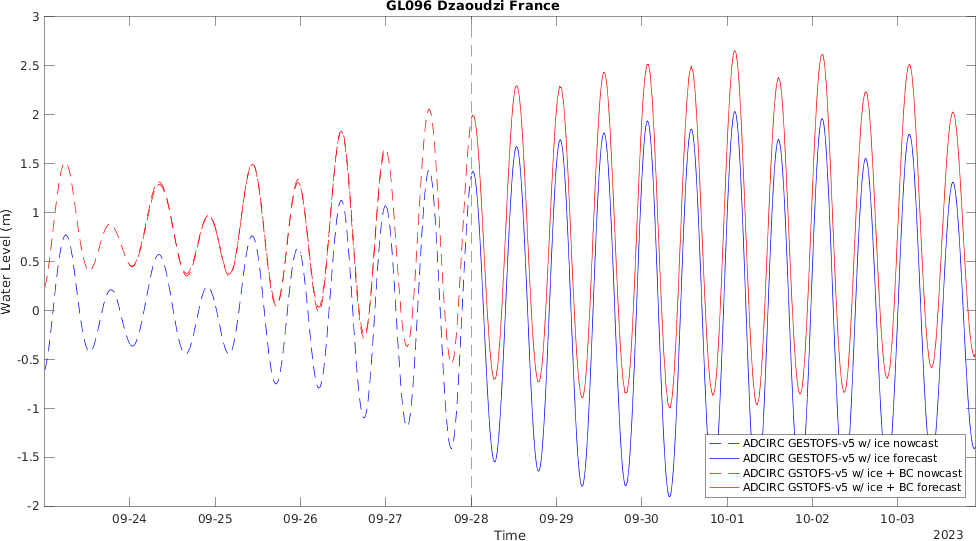 GL096 Dzaoudzi France
3
2.5
2
1.5
1
0.5
0
-0.5
-1
-1.5
-2
Water Level (m)
ADCIRC GESTOFS-v5 w/ ice nowcast
ADCIRC GESTOFS-v5 w/ ice forecast
ADCIRC GSTOFS-v5 w/ ice + BC nowcast
ADCIRC GSTOFS-v5 w/ ice + BC forecast
09-24 09-25 09-26 09-27 09-28 09-29 09-30 10-01 10-02 10-03
Time
2023